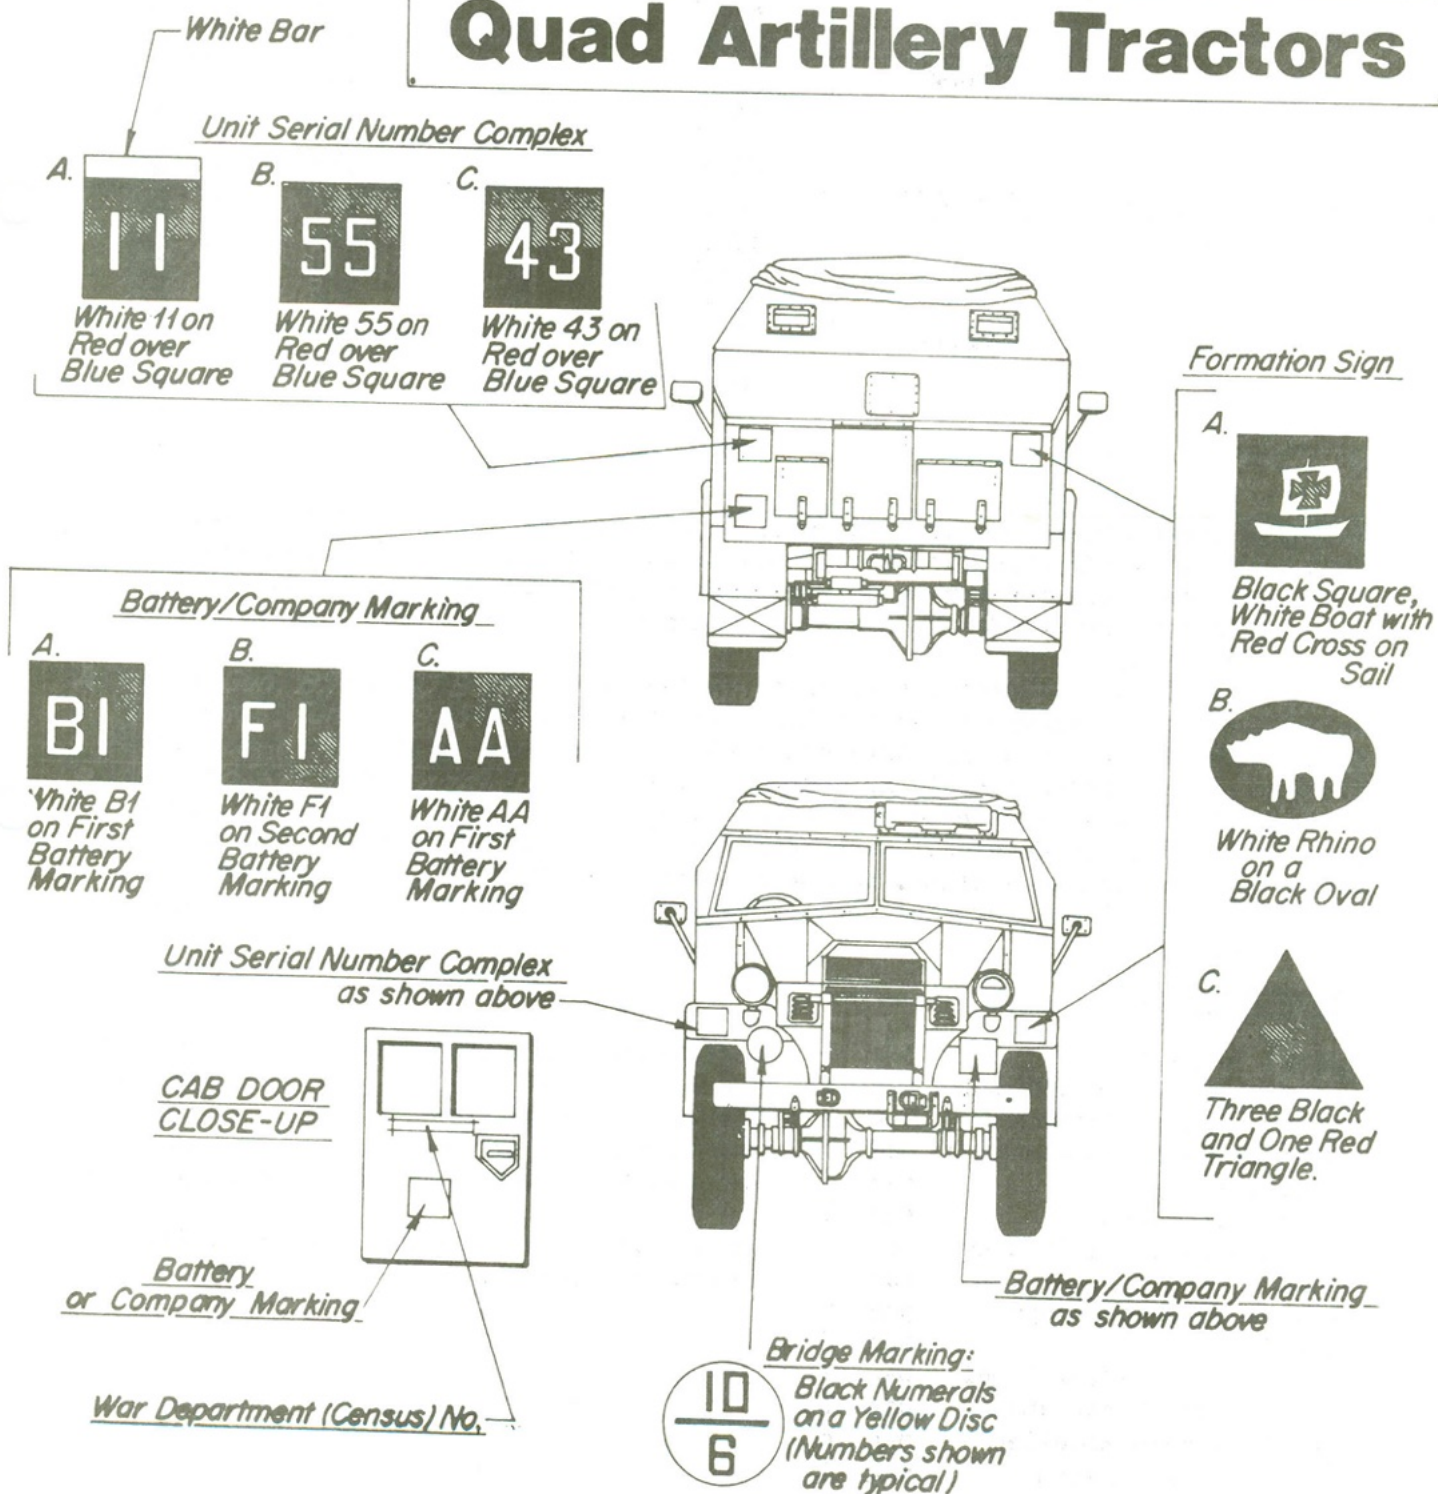 Quad Artillery Tractors
White Bar
Unit Serial Number Complex
A.
11
White 11 on
Red over
Blue Square
B.
55
White 55 on
Red over
Blue Square
C.
43
White 43 on
Red over
Blue Square
Formation Sign
A.
Black Square,
White Boat with
Red Cross on
Sail
B.
White Rhino
on a
Black Oval
C.
Three Black
and One Red
Triangle.
Battery/Company Marking
A.
B1
White B1
on First
Battery
Marking
B.
F1
White F1
on Second
Battery
Marking
C.
AA
White AA
on First
Battery
Marking
Unit Serial Number Complex
as shown above
CAB DOOR
CLOSE-UP
Battery
or Company Marking
War Department (Census) No.
Battery/Company Marking
as shown above
Bridge Marking:
Black Numerals
on a Yellow Disc
(Numbers shown
are typical)
10
6